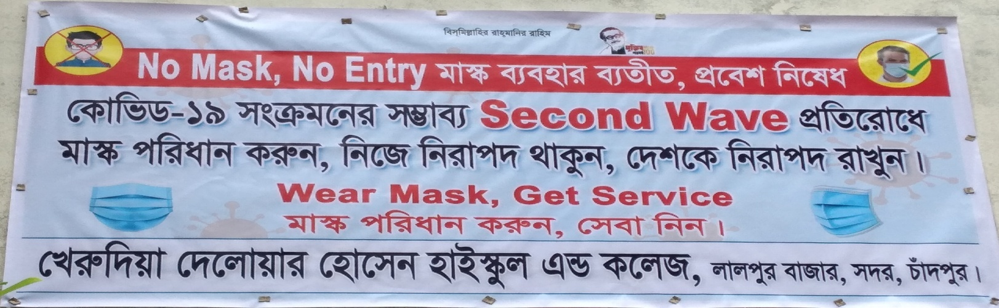 বিসমিল্লাহির রাহমানির রাহিম
No Mask, No Entry মাস্ক ব্যবহার ব্যতীত, প্রবেশ নিষেধ
কোভিড-১৯ সংক্রমনের সম্ভাব্য Second Wave প্রতিরোধে
মাস্ক পরিধান করুন, নিজে নিরাপদ থাকুন, দেশকে নিরাপদ রাখুন।
Wear Mask, Get Service
মাস্ক পরিধান করুন, সেবা নিন।
খেরুদিয়া দেলোয়ার হোসেন হাইস্কুল এন্ড কলেজ, লালপুর বাজার, সদর, চাঁদপুর।